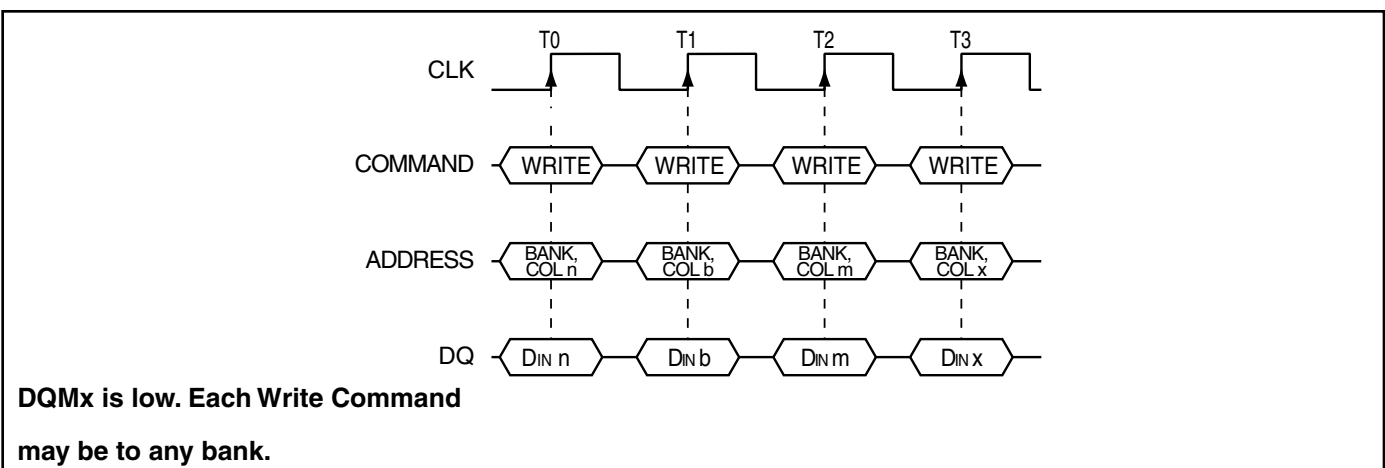 T0 T1 T2 T3
CLK
COMMAND WRITE WRITE WRITE WRITE
ADDRESS BANK, BANK, BANK, BANK,
COL n COL b COL m COL x
DQ DIN n DIN b DIN m DIN x
DQMx is low. Each Write Command
may be to any bank.